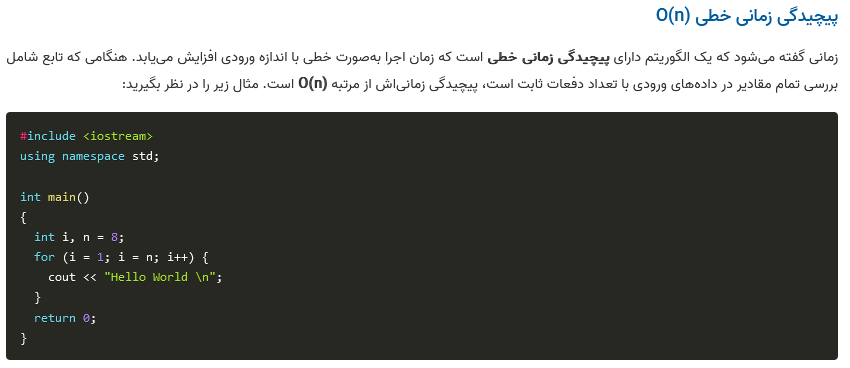 پیچیدگی زمانی خطی O(n)
زمانی گفته می‌شود که یک الگوریتم دارای پیچیدگی زمانی خطی است که زمان اجرا به‌صورت خطی با اندازه ورودی افزایش می‌یابد. هنگامی که تابع شامل
بررسی تمام مقادیر در داده‌های ورودی با تعداد دفعات ثابت است، پیچیدگی زمانی‌اش از مرتبه O(n) است. مثال زیر را در نظر بگیرید:
#include <iostream>
using namespace std;
int main()
{
  int i, n = 8;
  for (i = 1; i = n; i++) {
    cout << "Hello World \n";
  }
  return 0;
}